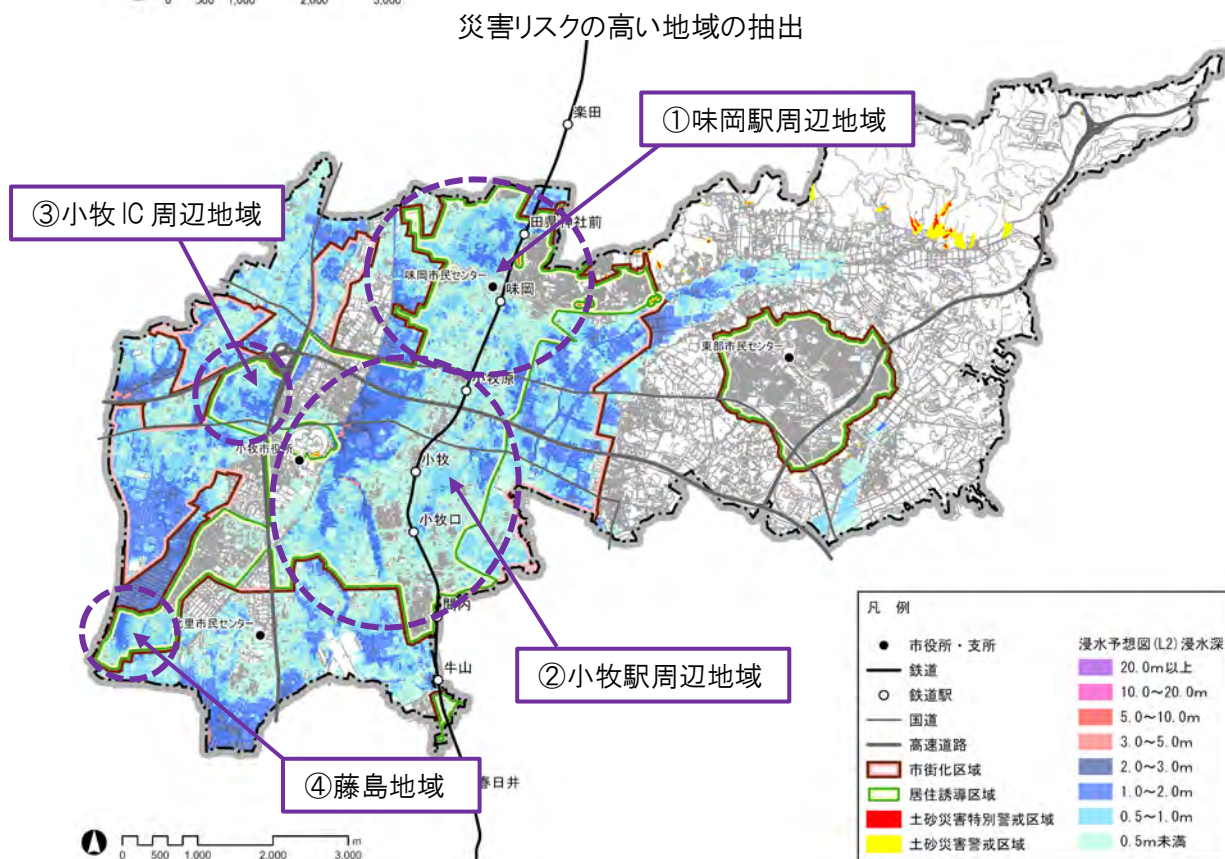 0 500 1,000 2,000 3,000
災害リスクの高い地域の抽出
楽田
①味岡駅周辺地域
③小牧IC周辺地域
田県神社前
味岡市民センター
味岡
東部市民センター
小牧原
小牧市役所
小牧
小牧口
間内
北里市民センター
牛山
②小牧駅周辺地域
④藤島地域
春日井
m
0 500 1,000 2,000 3,000
凡 例
市役所・支所
鉄道
鉄道駅
国道
高速道路
市街化区域
居住誘導区域
土砂災害特別警戒区域
土砂災害警戒区域
浸水予想図(L2)浸水深
20.0m以上
10.0~20.0m
5.0~10.0m
3.0~5.0m
2.0~3.0m
1.0~2.0m
0.5~1.0m
0.5m未満